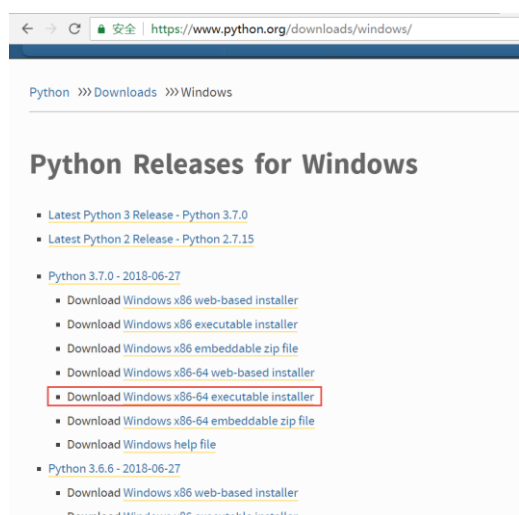 安全 | https://www.python.org/downloads/windows/
Python >>> Downloads >>> Windows
Python Releases for Windows
Latest Python 3 Release - Python 3.7.0
Latest Python 2 Release - Python 2.7.15
Python 3.7.0 - 2018-06-27
Download Windows x86 web-based installer
Download Windows x86 executable installer
Download Windows x86 embeddable zip file
Download Windows x86-64 web-based installer
Download Windows x86-64 executable installer
Download Windows x86-64 embeddable zip file
Download Windows help file
Python 3.6.6 - 2018-06-27
Download Windows x86 web-based installer